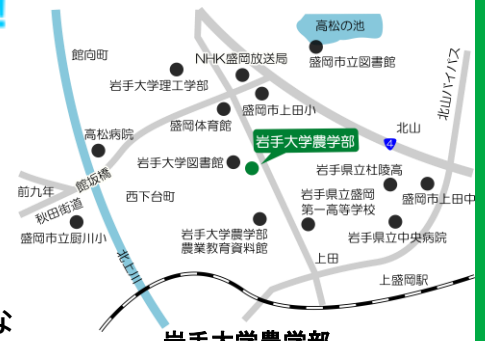 高松の池
館向町
NHK盛岡放送局
盛岡市立図書館
岩手大学理工学部
盛岡市上田小
盛岡体育館
北山バイパス
北山
4
高松病院
岩手大学図書館
岩手大学農学部
岩手県立杜陵高
盛岡市上田中
前九年
館坂橋
西下台町
秋田街道
岩手県立盛岡
第一高等学校
盛岡市立厨川小
岩手大学農学部
農業教育資料館
岩手県立中央病院
北上川
上田
上盛岡駅
な
岩手大学農学部